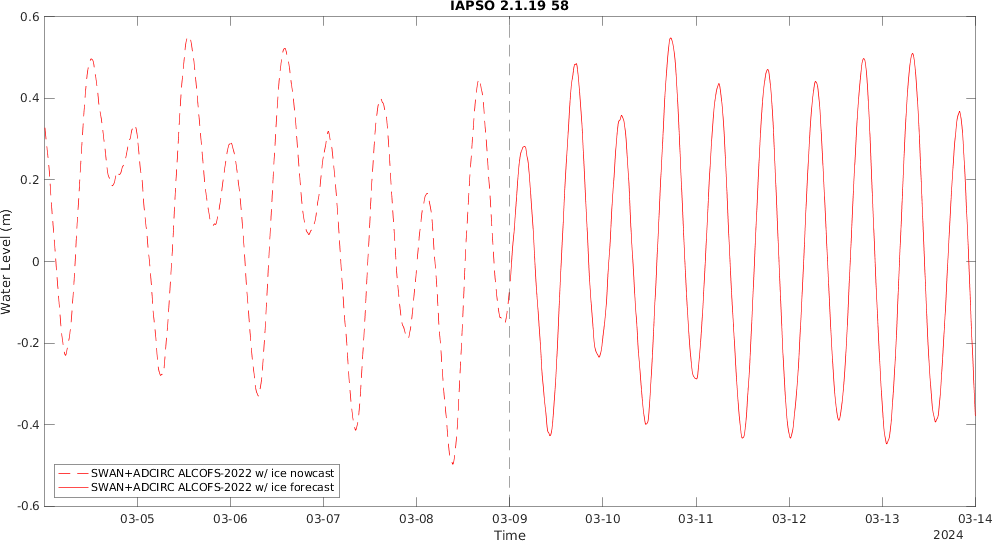 IAPSO 2.1.19 58
0.6
0.4
0.2
0
-0.2
-0.4
-0.6
Water Level (m)
SWAN+ADCIRC ALCOFS-2022 w/ ice nowcast
SWAN+ADCIRC ALCOFS-2022 w/ ice forecast
03-05 03-06 03-07 03-08 03-09 03-10 03-11 03-12 03-13 03-14
Time
2024